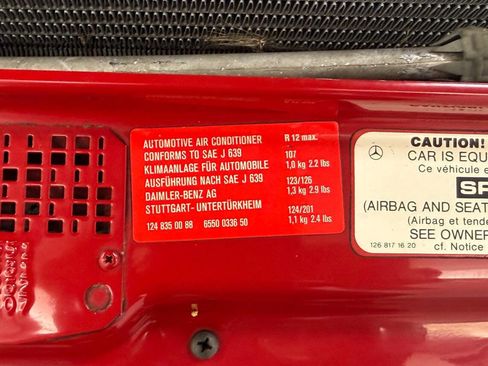 AUTOMOTIVE AIR CONDITIONER
CONFORMS TO SAE J 639
KLIMAANLAGE FÜR AUTOMOBILE
AUSFÜHRUNG NACH SAE J 639
DAIMLER-BENZ AG
STUTTGART- UNTERTÜRKHEIM
124 835 00 88 6550 0336 50
R 12 max.
107
1,0 kg 2.2 lbs
123/126
1,3 kg 2.9 lbs
124/201
1,1 kg 2.4 lbs
CAUTION!
CAR IS EQUI
Ce véhicule e
SR
(AIRBAG AND SEAT
(Airbag et tende
SEE OWNER
cf. Notice
126 817 16 20